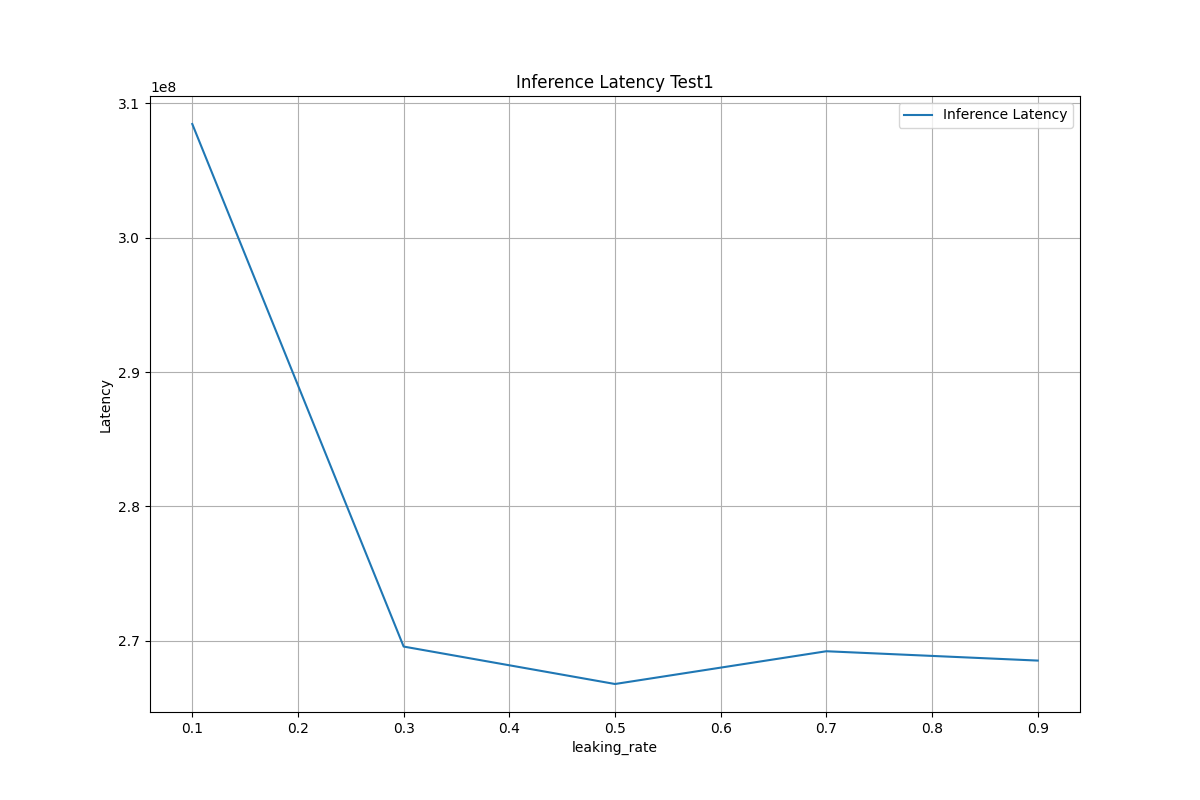 Inference Latency Test1
1e8
Inference Latency
3.1
3.0
2.9
2.8
2.7
Latency
0.1 0.2 0.3 0.4 0.5 0.6 0.7 0.8 0.9
leaking_rate